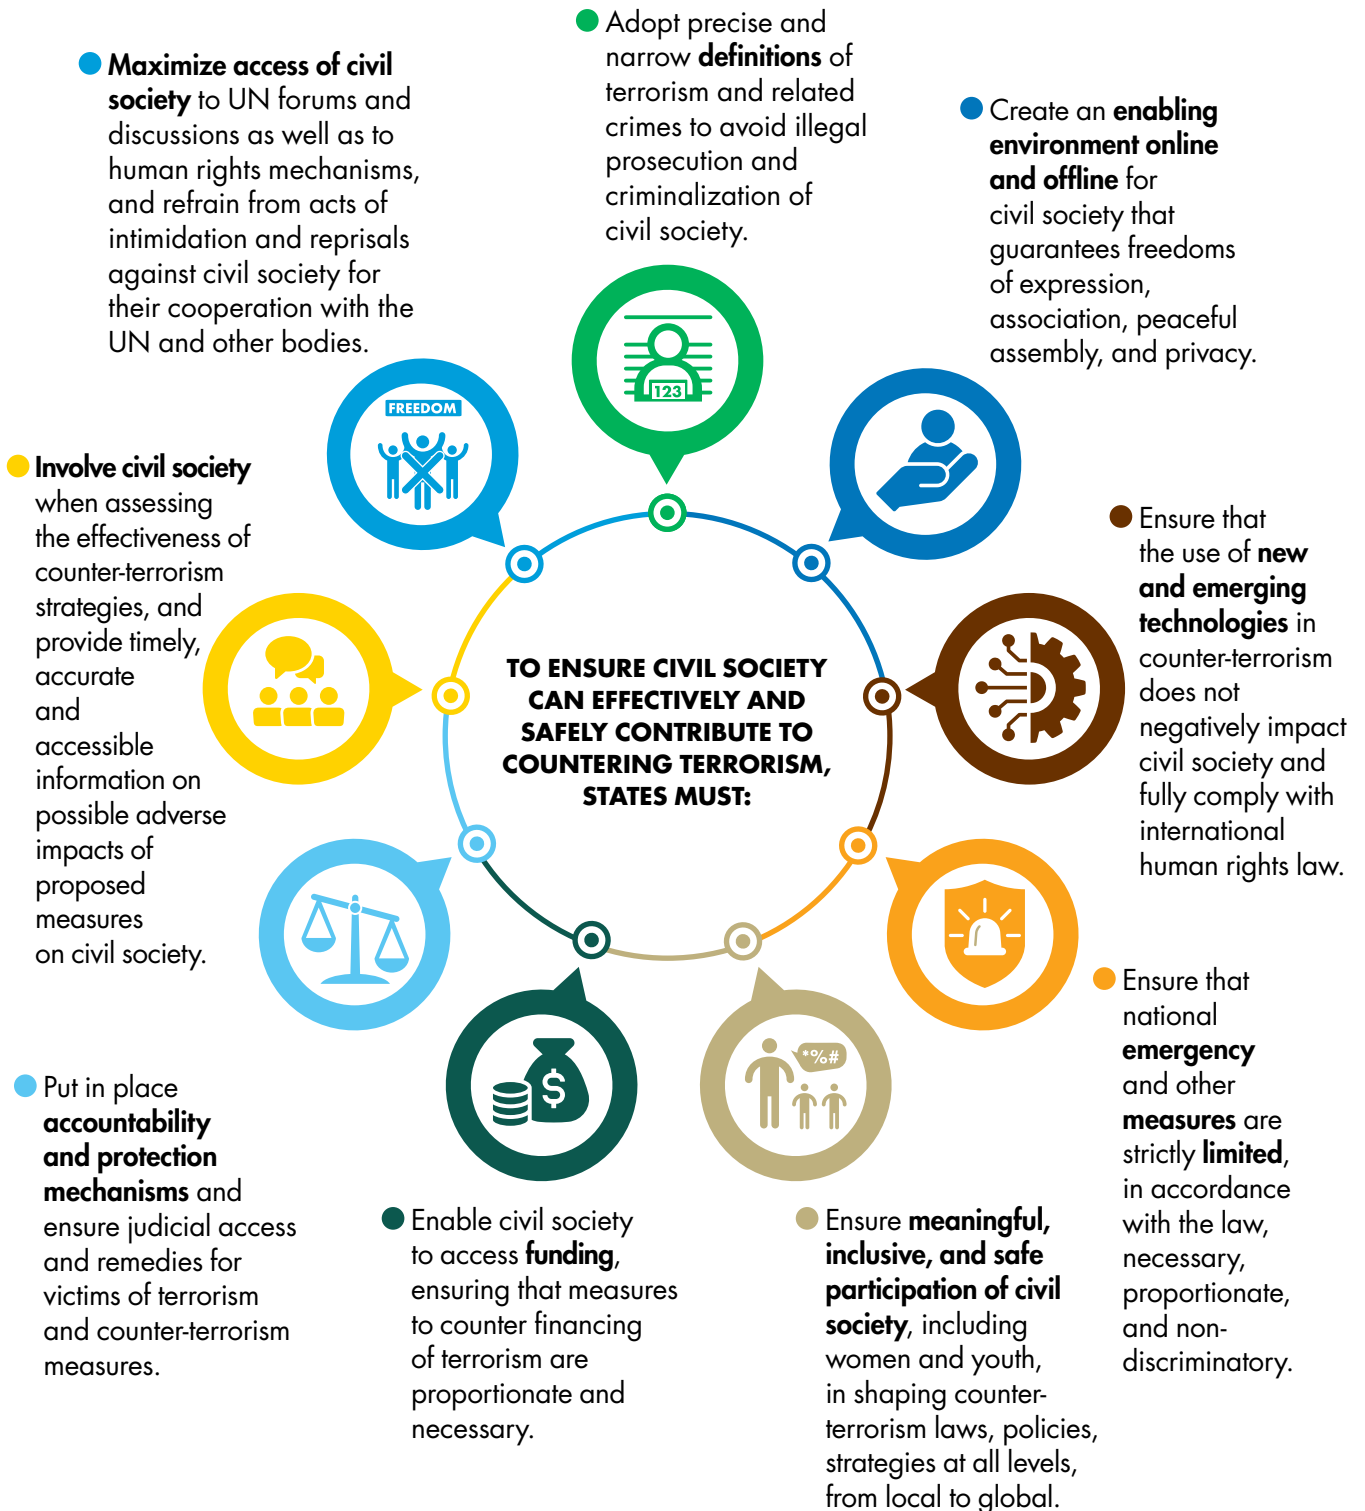 Adopt precise and
narrow definitions of
terrorism and related
crimes to avoid illegal
prosecution and
criminalization of
civil society.
Create an enabling
environment online
and offline for
civil society that
guarantees freedoms
of expression,
association, peaceful
assembly, and privacy.
Ensure that
the use of new
and emerging
technologies in
counter-terrorism
does not
negatively impact
civil society and
fully comply with
international
human rights law.
Ensure that
national
emergency
and other
measures are
strictly limited,
in accordance
with the law,
necessary,
proportionate,
and non-
discriminatory.
Ensure meaningful,
inclusive, and safe
participation of civil
society, including
women and youth,
in shaping counter-
terrorism laws, policies,
strategies at all levels,
from local to global.
Enable civil society
to access funding,
ensuring that measures
to counter financing
of terrorism are
proportionate and
necessary.
Put in place
accountability
and protection
mechanisms and
ensure judicial access
and remedies for
victims of terrorism
and counter-terrorism
measures.
Involve civil society
when assessing
the effectiveness of
counter-terrorism
strategies, and
provide timely,
accurate
and
accessible
information on
possible adverse
impacts of
proposed
measures
on civil society.
Maximize access of civil
society to UN forums and
discussions as well as to
human rights mechanisms,
and refrain from acts of
intimidation and reprisals
against civil society for
their cooperation with the
UN and other bodies.
FREEDOM
123
*%#
$
TO ENSURE CIVIL SOCIETY
CAN EFFECTIVELY AND
SAFELY CONTRIBUTE TO
COUNTERING TERRORISM,
STATES MUST: